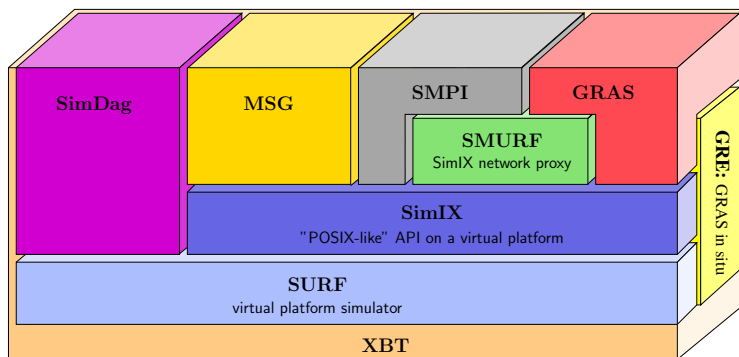 SimDag
MSG
SMPI
GRAS
SMURF
SimIX network proxy
GRE: GRAS in situ
SimIX
”POSIX-like” API on a virtual platform
SURF
virtual platform simulator
XBT